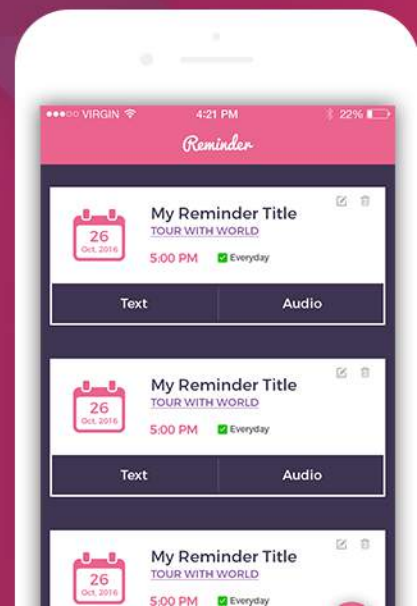 VIRGIN 4:21 PM 22%
Reminder
My Reminder Title
26
Oct, 2016
TOUR WITH WORLD
5:00 PM Everyday
Text Audio
My Reminder Title
26
Oct, 2016
TOUR WITH WORLD
5:00 PM Everyday
Text Audio
My Reminder Title
26
Oct, 2016
TOUR WITH WORLD
5:00 PM Everyday